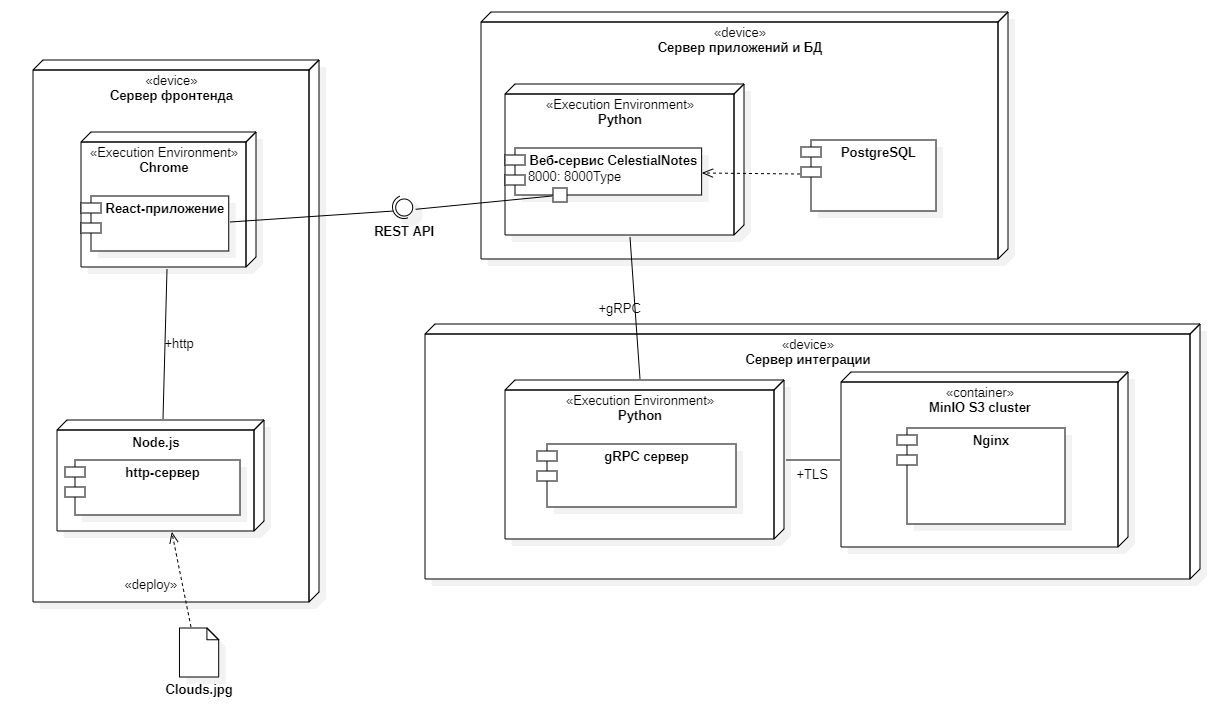 «device»
Сервер фронтенда
«Execution Environment»
Chrome
React-приложение
+http
Node.js
http-сервер
«deploy»
Clouds.jpg
REST API
«device»
Сервер приложений и БД
«Execution Environment»
Python
Веб-сервис CelestialNotes
8000: 8000Type
PostgreSQL
+gRPC
«device»
Сервер интеграции
«Execution Environment»
Python
gRPC сервер
+TLS
«container»
MinIO S3 cluster
Nginx